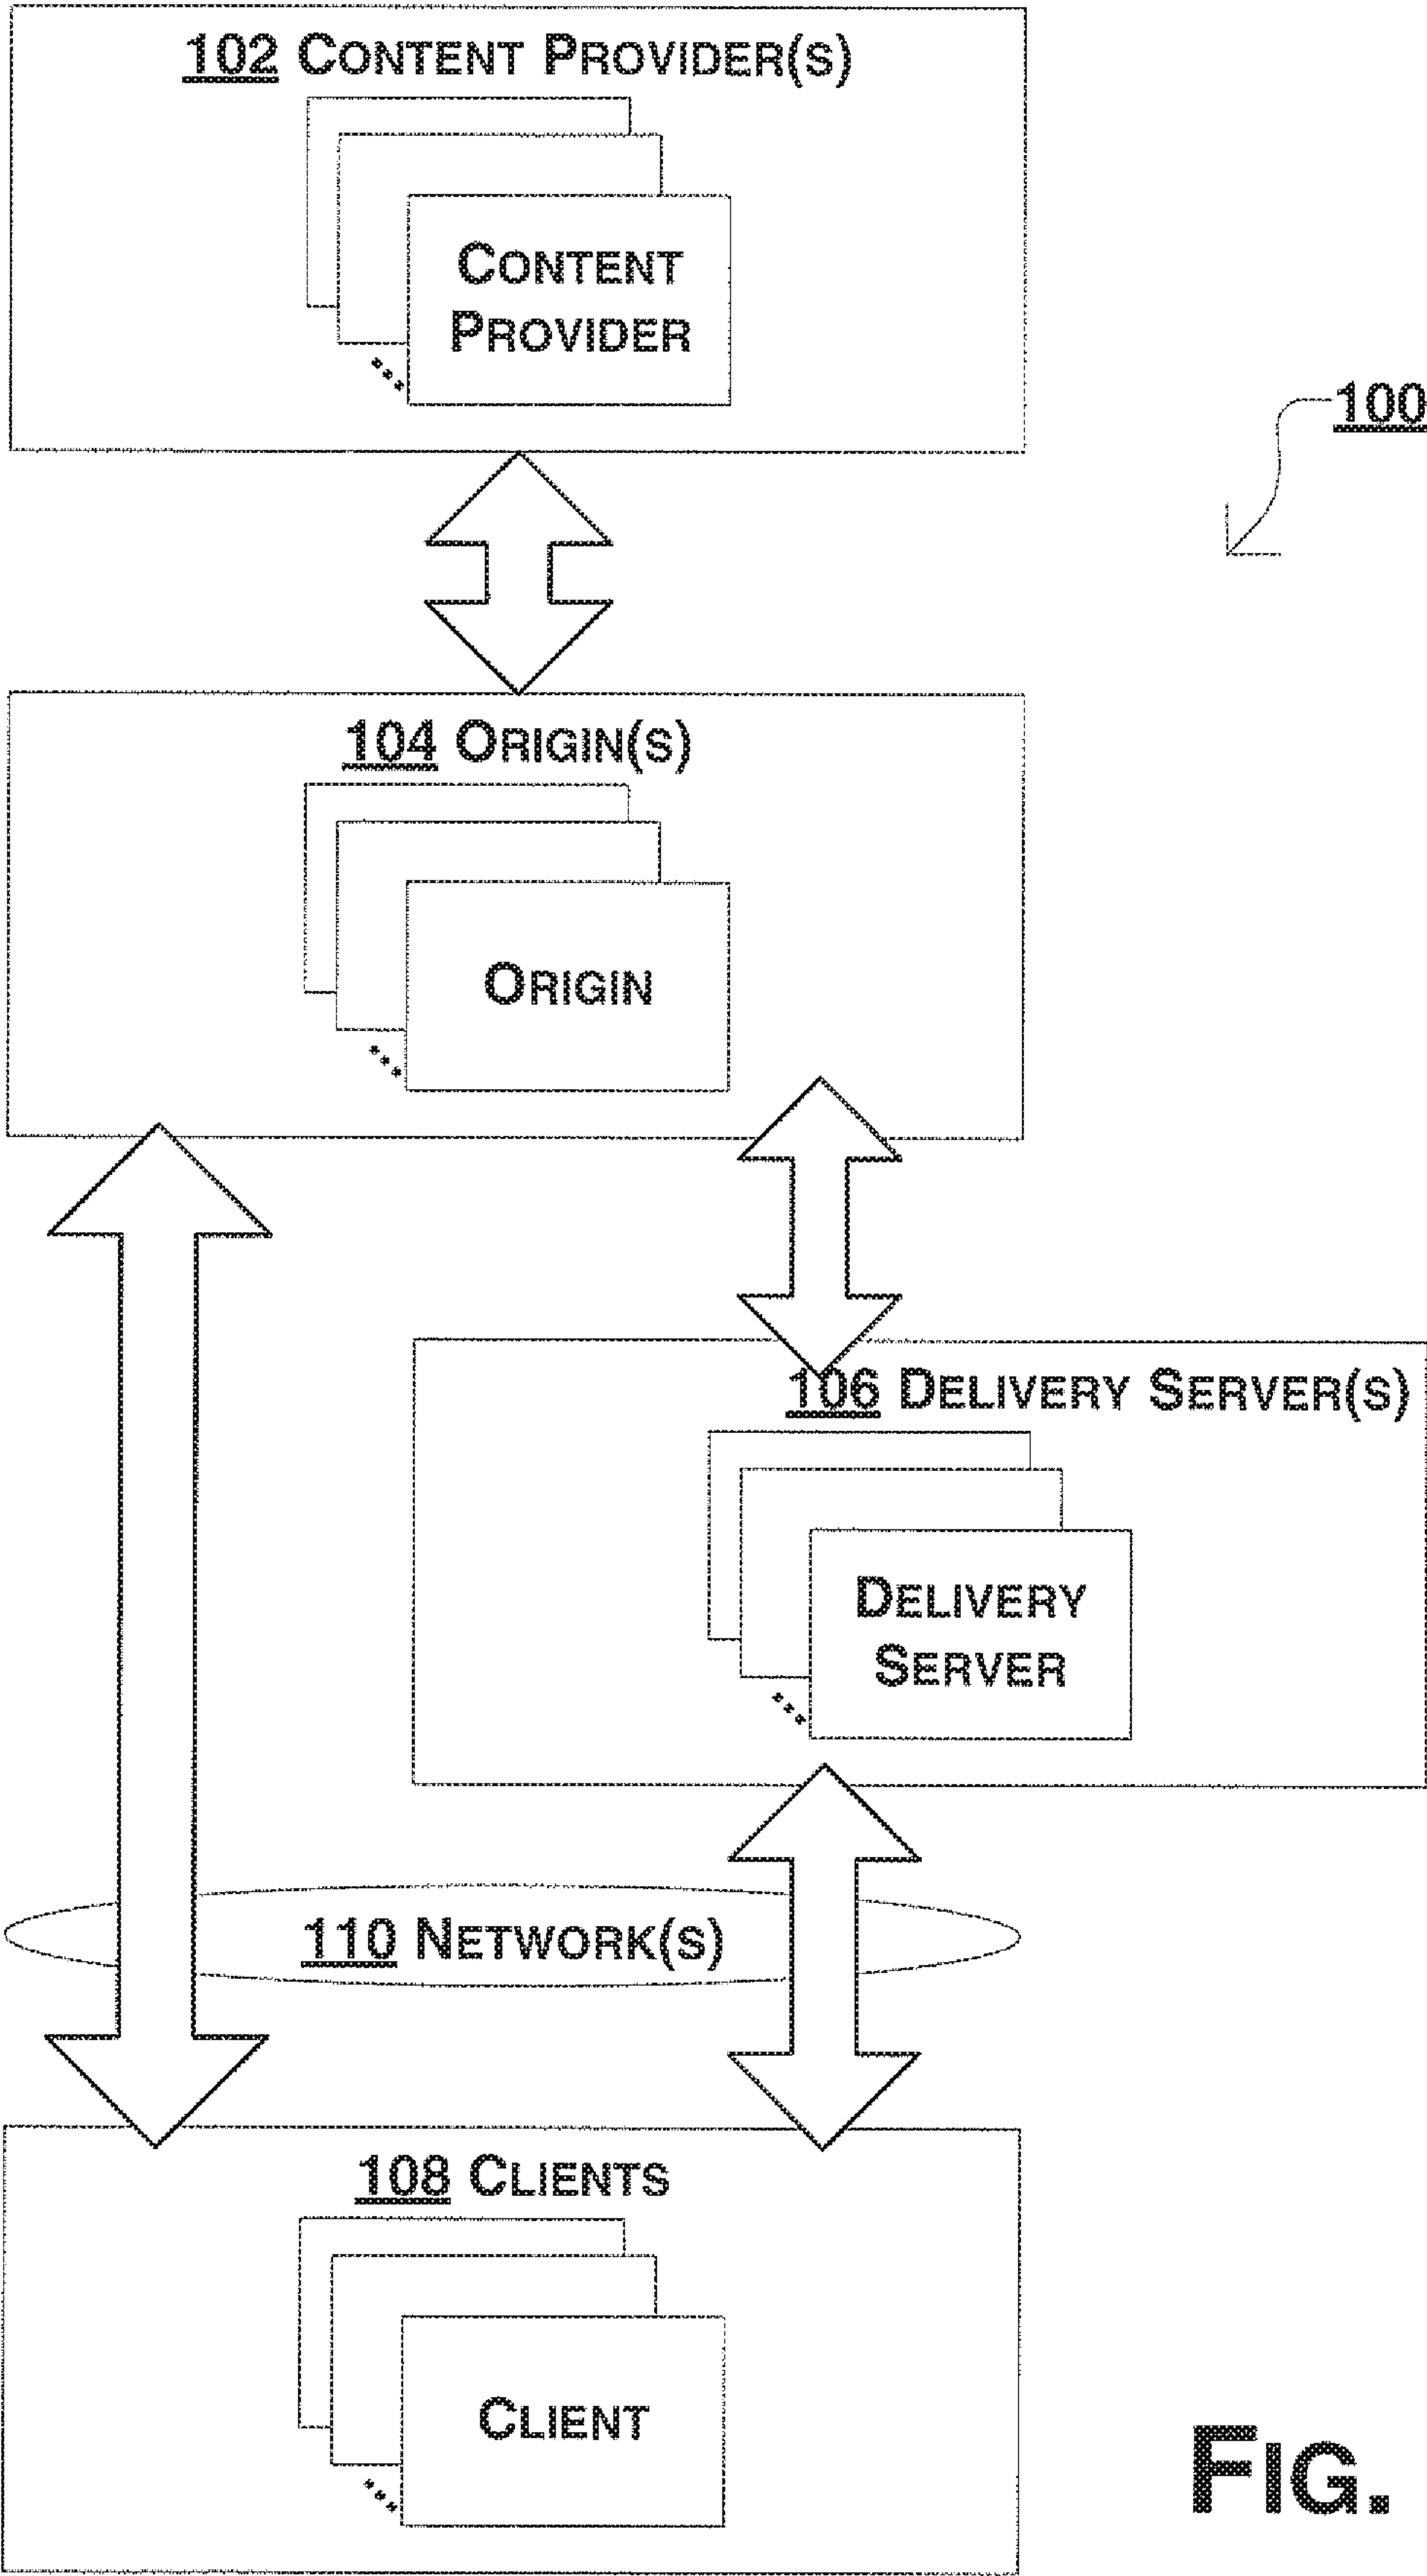 102 CONTENT PROVIDER(S)
CONTENT
PROVIDER
100
104 ORIGIN(S)
ORIGIN
106 DELIVERY SERVER(S)
DELIVERY
SERVER
110 NETWORK(S)
108 CLIENTS
CLIENT
FIG.